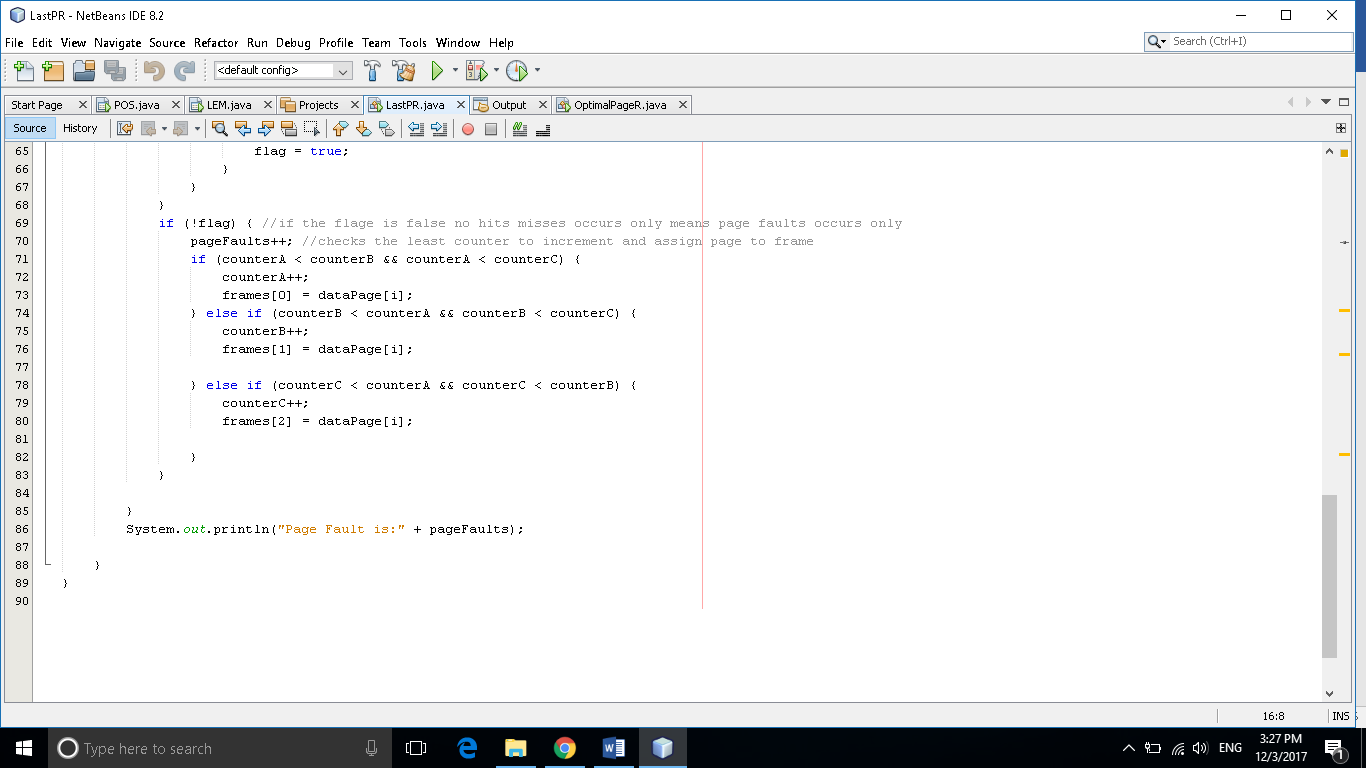 LastPR - NetBeans IDE 8.2
File Edit View Navigate Source Refactor Run Debug Profile Team Tools Window Help
Search (Ctrl+I)
<default config>
Start Page POS.java LEM.java Projects LastPR.java Output OptimalPageR.java
Source History
65 flag = true;
66 }
67 }
68 }
69 if (!flag) { //if the flage is false no hits misses occurs only means page faults occurs only
70 pageFaults++; //checks the least counter to increment and assign page to frame
71 if (counterA < counterB && counterA < counterC) {
72 counterA++;
73 frames[0] = dataPage[i];
74 } else if (counterB < counterA && counterB < counterC) {
75 counterB++;
76 frames[1] = dataPage[i];
77
78 } else if (counterC < counterA && counterC < counterB) {
79 counterC++;
80 frames[2] = dataPage[i];
81
82 }
83 }
84
85 }
86 System.out.println("Page Fault is:" + pageFaults);
87
88 }
89 }
90
16:8 INS
Type here to search
ENG
3:27 PM
12/3/2017
1